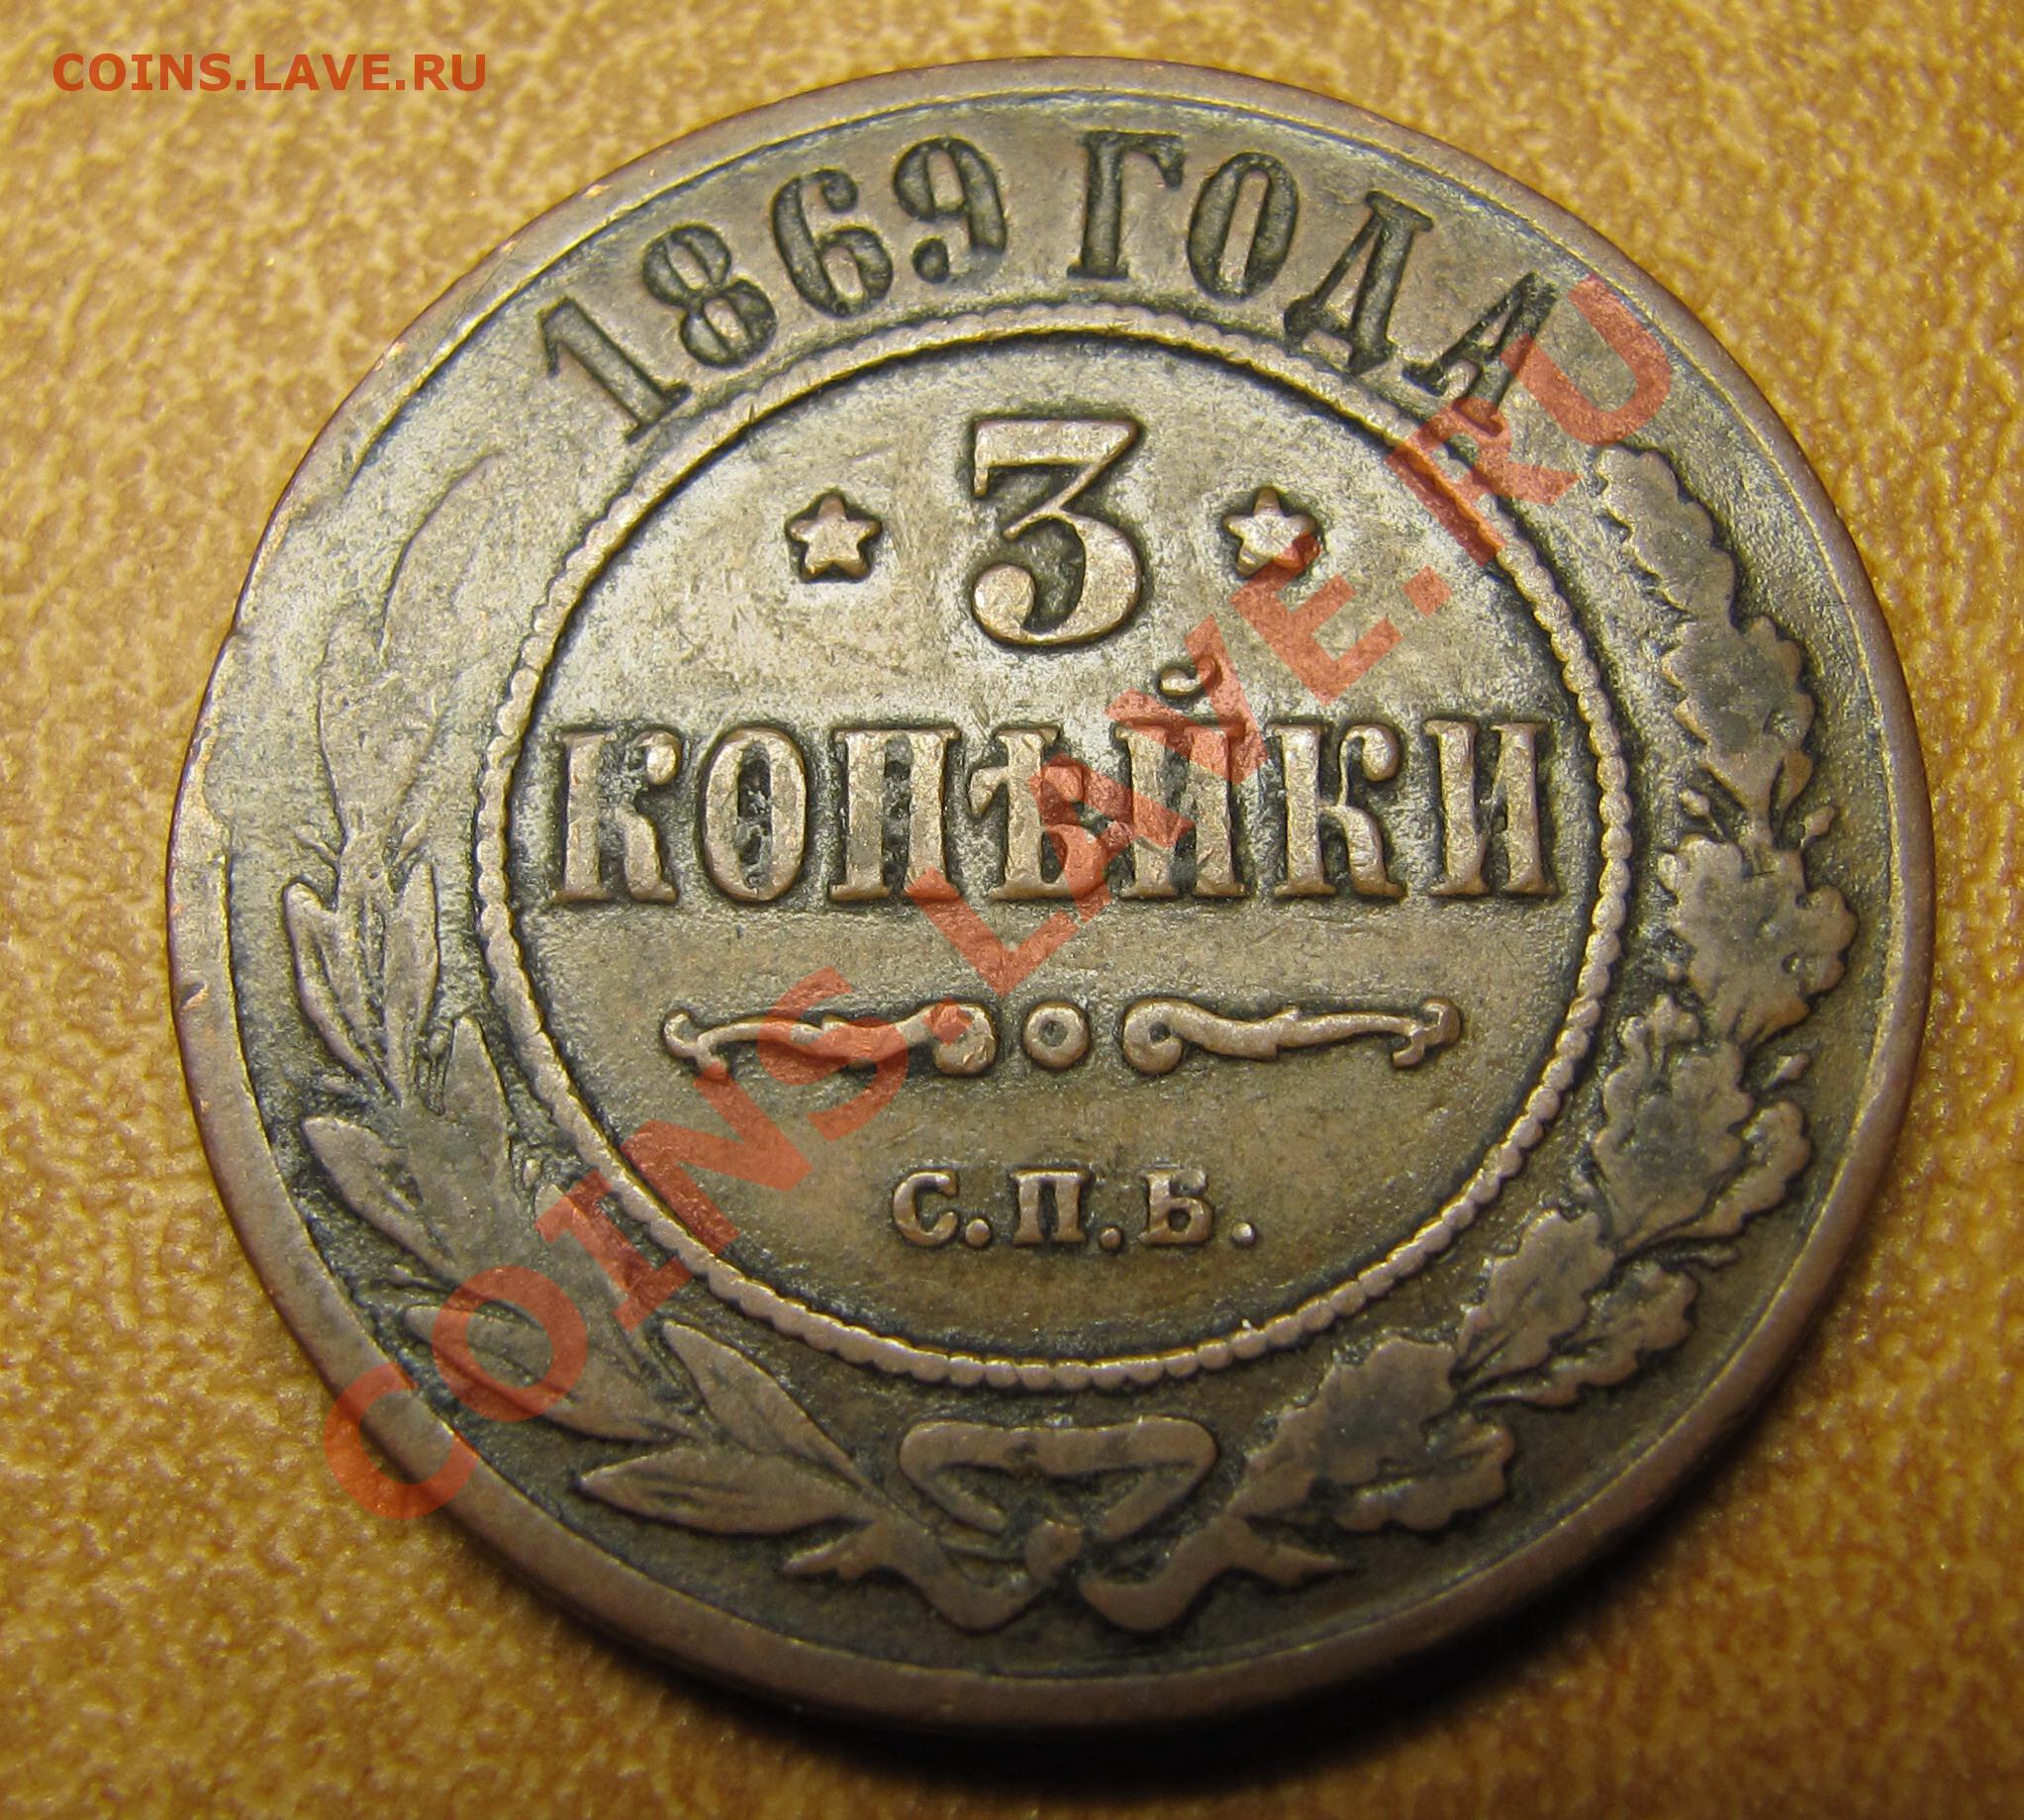 COINS.LAVE.RU
1869 ГОДА
3
КОПѢЙКИ
С.П.Б.
COINS.LAVE.RU